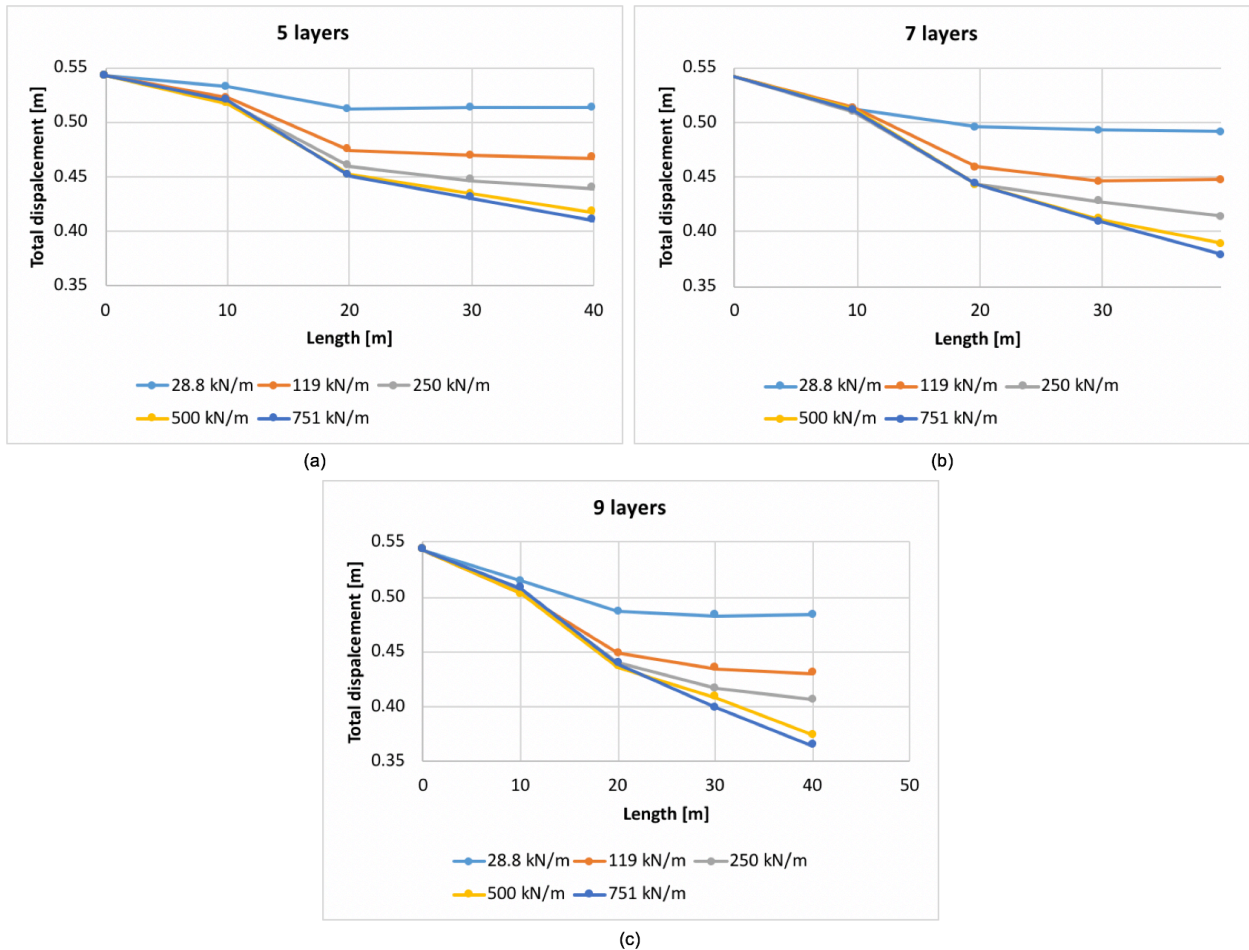 5 layers
Total dispalcement [m]
0.55
0.50
0.45
0.40
0.35
0 10 20 30 40
Length [m]
28.8 kN/m 119 kN/m 250 kN/m
500 kN/m 751 kN/m
(a)
7 layers
Total dispalcement [m]
0.55
0.50
0.45
0.40
0.35
0 10 20 30
Length [m]
28.8 kN/m 119 kN/m 250 kN/m
500 kN/m 751 kN/m
(b)
9 layers
Total dispalcement [m]
0.55
0.50
0.45
0.40
0.35
0 10 20 30 40 50
Length [m]
28.8 kN/m 119 kN/m 250 kN/m
500 kN/m 751 kN/m
(c)